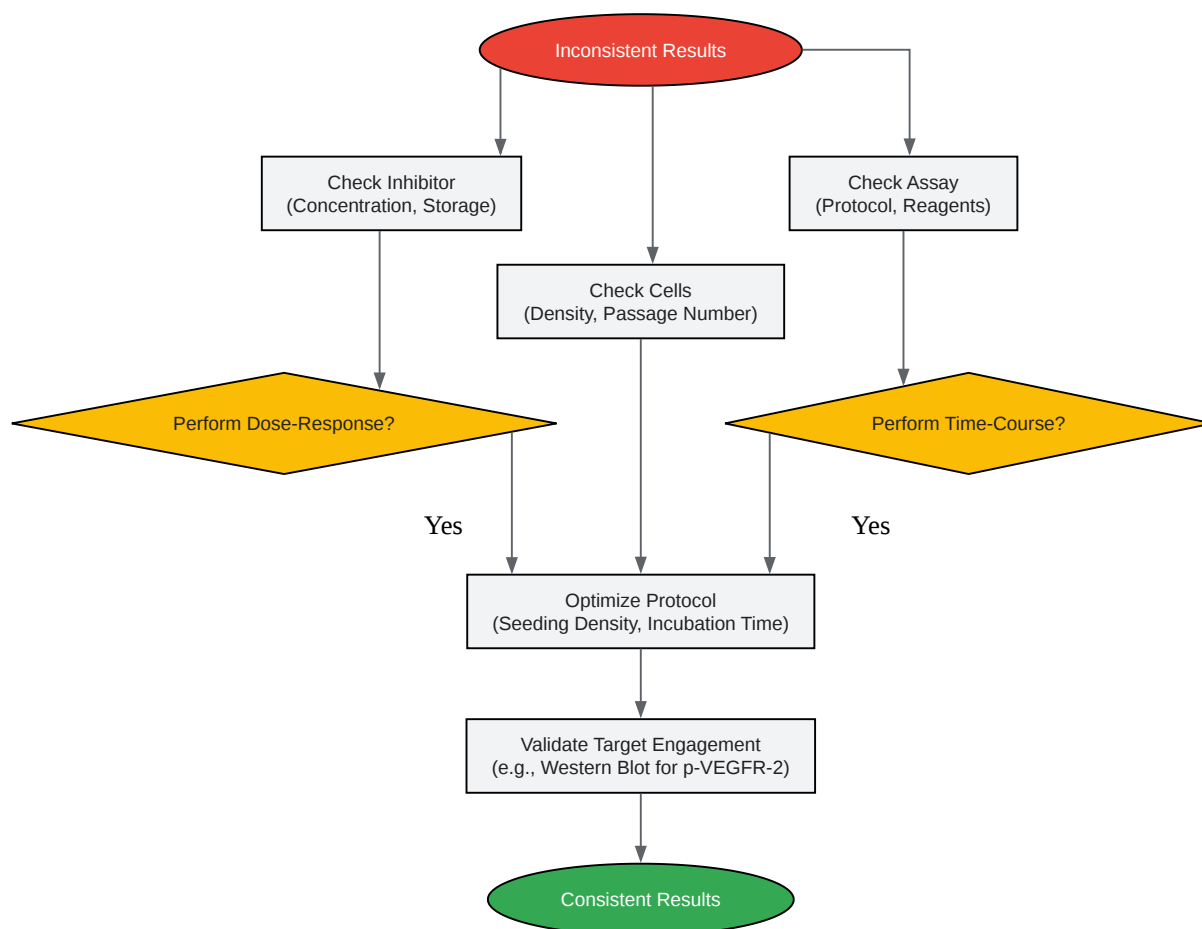 Inconsistent Results
Check Inhibitor
(Concentration, Storage)
Check Assay
(Protocol, Reagents)
Check Cells
(Density, Passage Number)
Perform Dose-Response?
Perform Time-Course?
Yes
Yes
Optimize Protocol
(Seeding Density, Incubation Time)
Validate Target Engagement
(e.g., Western Blot for p-VEGFR-2)
Consistent Results